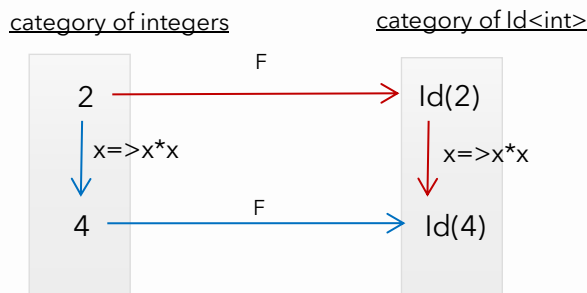 category of integers
category of Id<int>
F
2
Id(2)
x=>x*x
x=>x*x
F
4
Id(4)